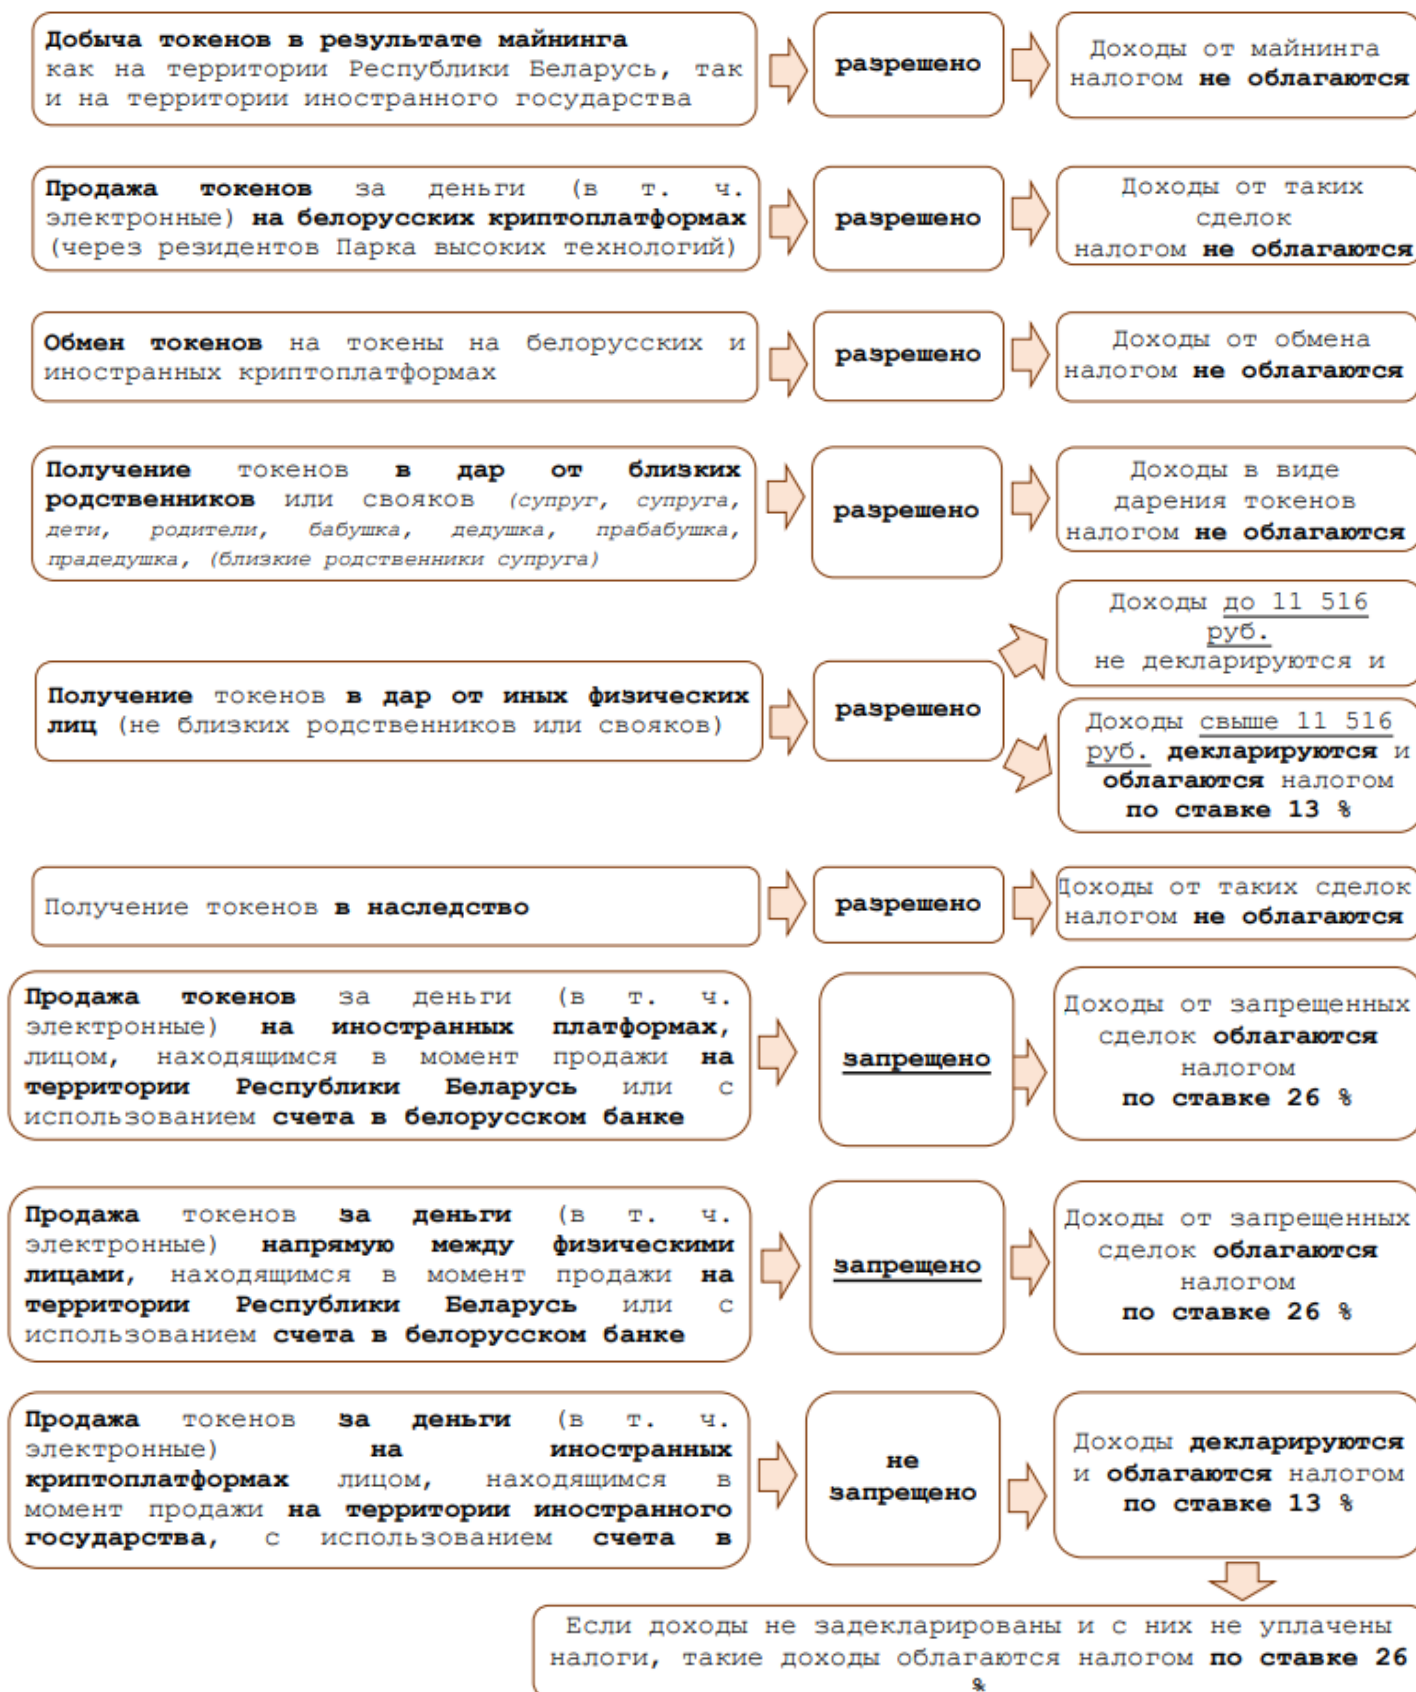 Добыча токенов в результате майнинга
как на территории Республики Беларусь, так
и на территории иностранного государства
разрешено
Доходы от майнинга
налогом не облагаются
Продажа токенов за деньги (в т. ч.
электронные) на белорусских криптоплатформах
(через резидентов Парка высоких технологий)
разрешено
Доходы от таких
сделок
налогом не облагаются
Обмен токенов на токены на белорусских и
иностранных криптоплатформах
разрешено
Доходы от обмена
налогом не облагаются
Получение токенов в дар от близких
родственников или свояков (супруг, супруга,
дети, родители, бабушка, дедушка, прабабушка,
прадедушка, (близкие родственники супруга)
разрешено
Доходы в виде
дарения токенов
налогом не облагаются
Получение токенов в дар от иных физических
лиц (не близких родственников или свояков)
разрешено
Доходы до 11 516
руб.
не декларируются и
Доходы свыше 11 516
руб. декларируются и
облагаются налогом
по ставке 13 %
Получение токенов в наследство
разрешено
Доходы от таких сделок
налогом не облагаются
Продажа токенов за деньги (в т. ч.
электронные) на иностранных платформах,
лицом, находящимся в момент продажи на
территории Республики Беларусь или с
использованием счета в белорусском банке
запрещено
Доходы от запрещенных
сделок облагаются
налогом
по ставке 26 %
Продажа токенов за деньги (в т. ч.
электронные) напрямую между физическими
лицами, находящимся в момент продажи на
территории Республики Беларусь или с
использованием счета в белорусском банке
запрещено
Доходы от запрещенных
сделок облагаются
налогом
по ставке 26 %
Продажа токенов за деньги (в т. ч.
электронные) на иностранных
криптоплатформах лицом, находящимся в
момент продажи на территории иностранного
государства, с использованием счета в
не
запрещено
Доходы декларируются
и облагаются налогом
по ставке 13 %
Если доходы не задекларированы и с них не уплачены
налоги, такие доходы облагаются налогом по ставке 26
%